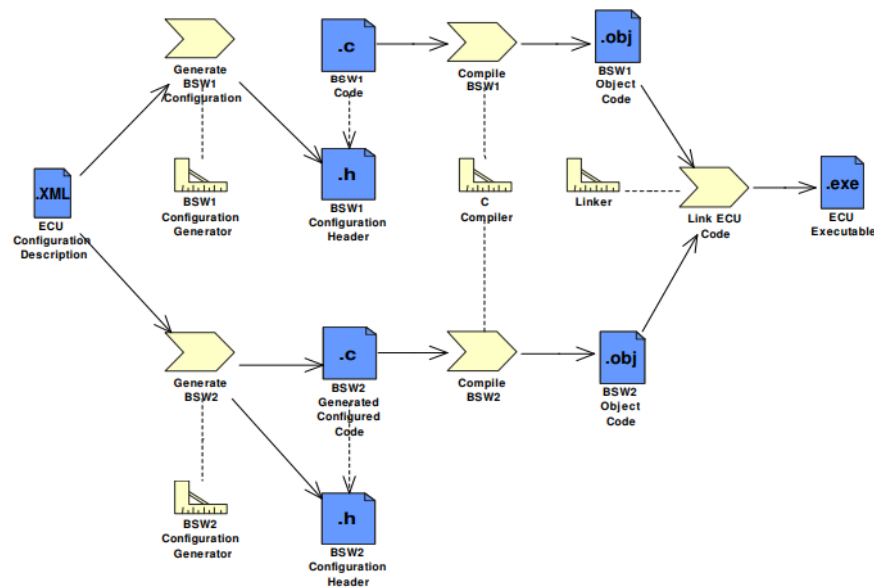 .c
.obj
Generate
BSW1
Configuration
BSW1
Code
Compile
BSW1
BSW1
Object
Code
.XML
ECU
Configuration
Description
BSW1
Configuration
Generator
.h
BSW1
Configuration
Header
C
Compiler
Linker
Link ECU
Code
.exe
ECU
Executable
Generate
BSW2
.c
BSW2
Generated
Configured
Code
Compile
BSW2
.obj
BSW2
Object
Code
BSW2
Configuration
Generator
.h
BSW2
Configuration
Header